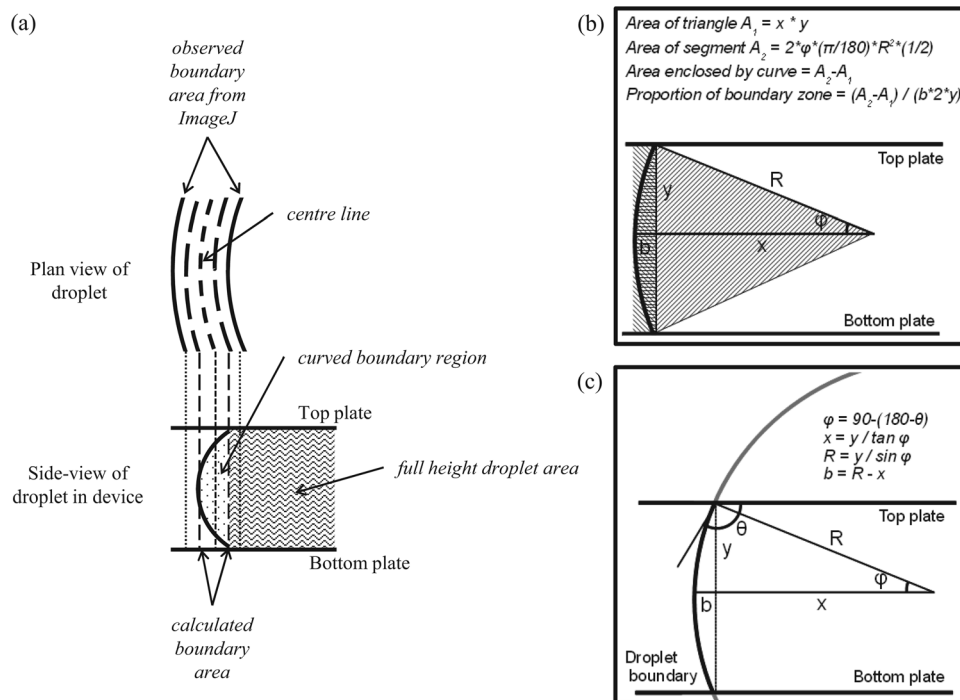 (a)
observed
boundary
area from
ImageJ
centre line
Plan view of
droplet
curved boundary region
Top plate
Side-view of
droplet in device
full height droplet area
Bottom plate
calculated
boundary
area
(b)
Area of triangle A₁ = x * y
Area of segment A₂ = 2*φ*(π/180)*R²*(1/2)
Area enclosed by curve = A₂-A₁
Proportion of boundary zone = (A₂-A₁) / (b*2*y)
Top plate
R
y
φ
b
x
Bottom plate
(c)
φ = 90-(180-θ)
x = y / tan φ
R = y / sin φ
b = R - x
Top plate
θ
R
y
φ
b
x
Droplet
boundary
Bottom plate